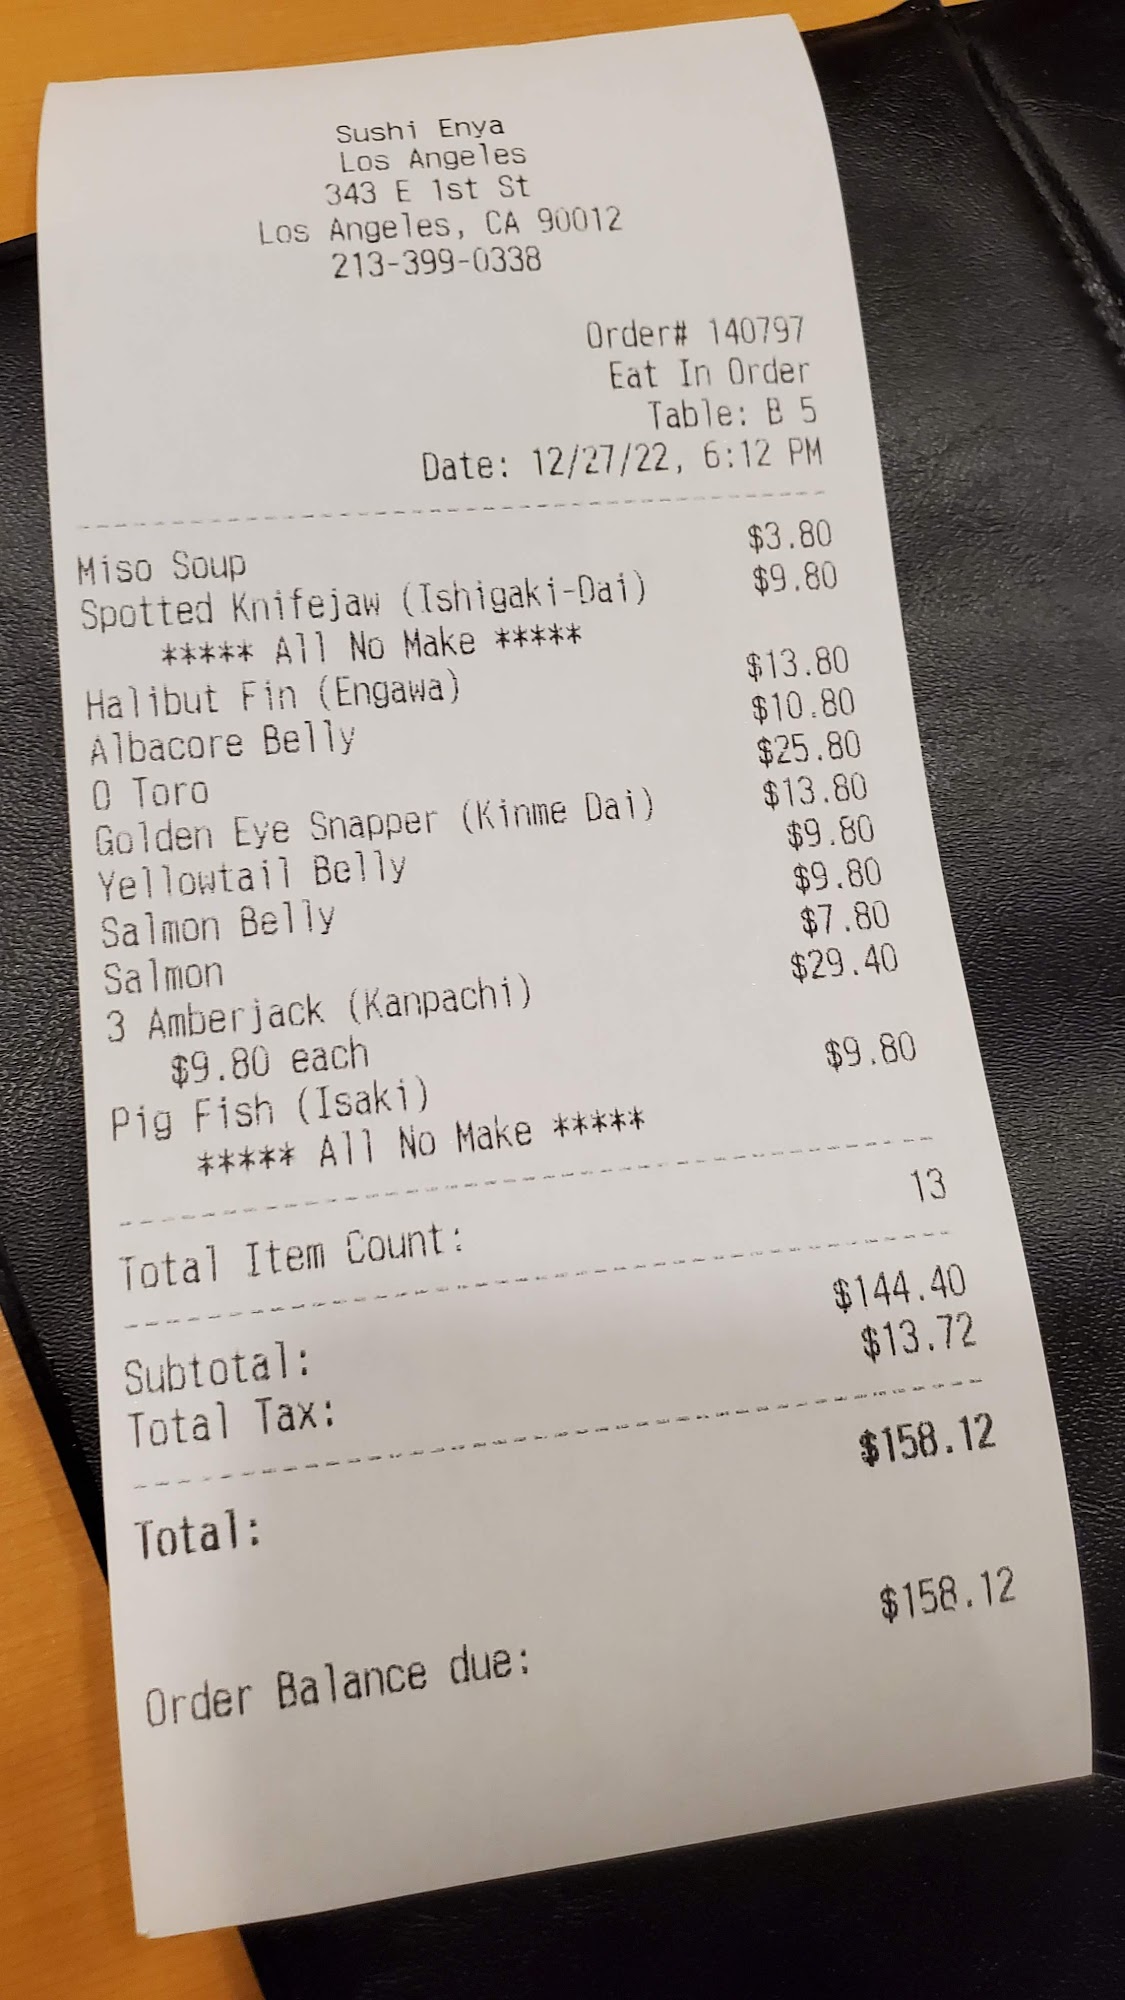 Sushi Enya
Los Angeles
343 E 1st St
Los Angeles, CA 90012
213-399-0338
Order# 140797
Eat In Order
Table: B 5
Date: 12/27/22, 6:12 PM
Miso Soup $3.80
Spotted Knifejaw (Ishigaki-Dai) $9.80
***** All No Make *****
Halibut Fin (Engawa) $13.80
Albacore Belly $10.80
O Toro $25.80
Golden Eye Snapper (Kinme Dai) $13.80
Yellowtail Belly $9.80
Salmon Belly $9.80
Salmon $7.80
3 Amberjack (Kanpachi) $29.40
$9.80 each
Pig Fish (Isaki) $9.80
***** All No Make *****
Total Item Count: 13
Subtotal: $144.40
Total Tax: $13.72
Total: $158.12
Order Balance due: $158.12